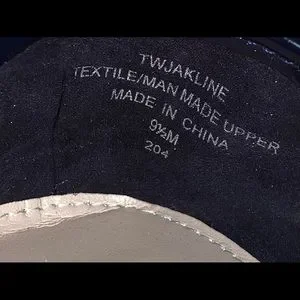 TWJAKLINE
TEXTILE/MAN MADE UPPER
MADE IN CHINA
9½M
204